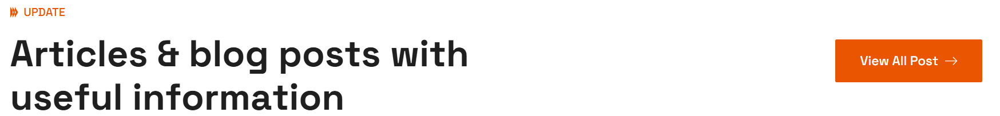 UPDATE
Articles & blog posts with
useful information
View All Post →